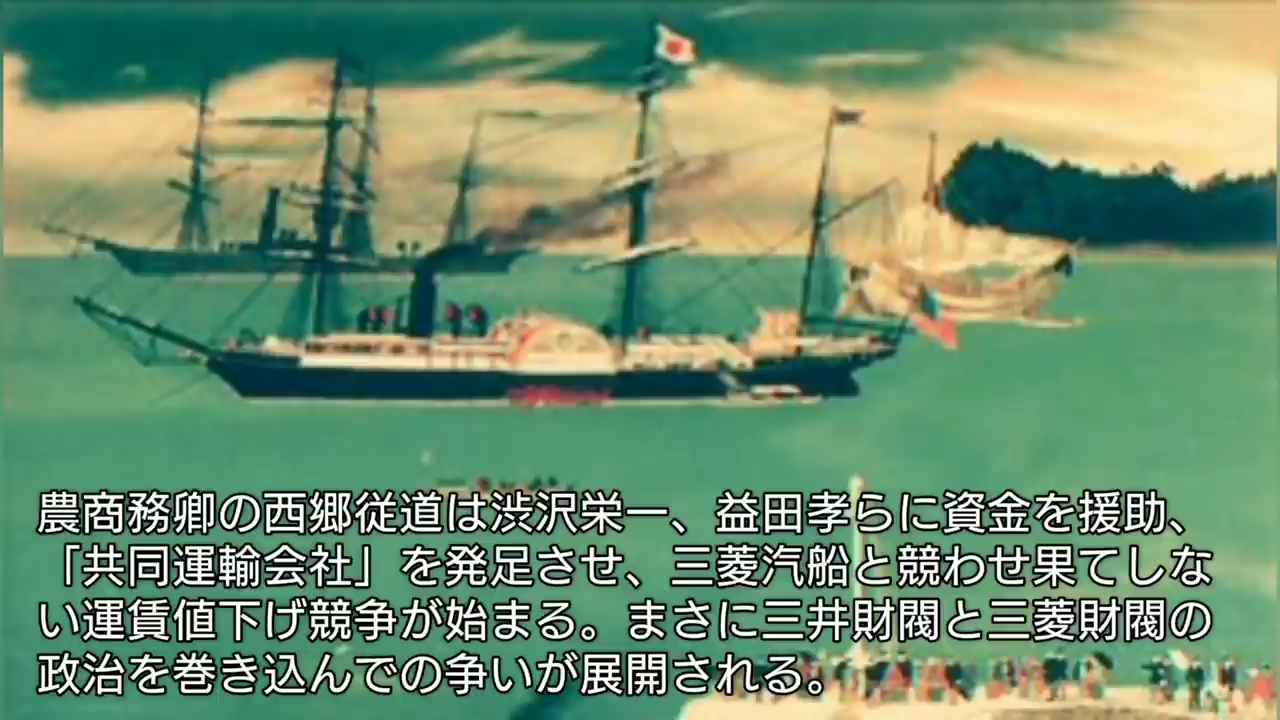 農商務卿の西郷従道は渋沢栄一、益田孝らに資金を援助、
「共同運輸会社」を発足させ、三菱汽船と競わせ果てしな
い運賃値下げ競争が始まる。まさに三井財閥と三菱財閥の
政治を巻き込んでの争いが展開される。